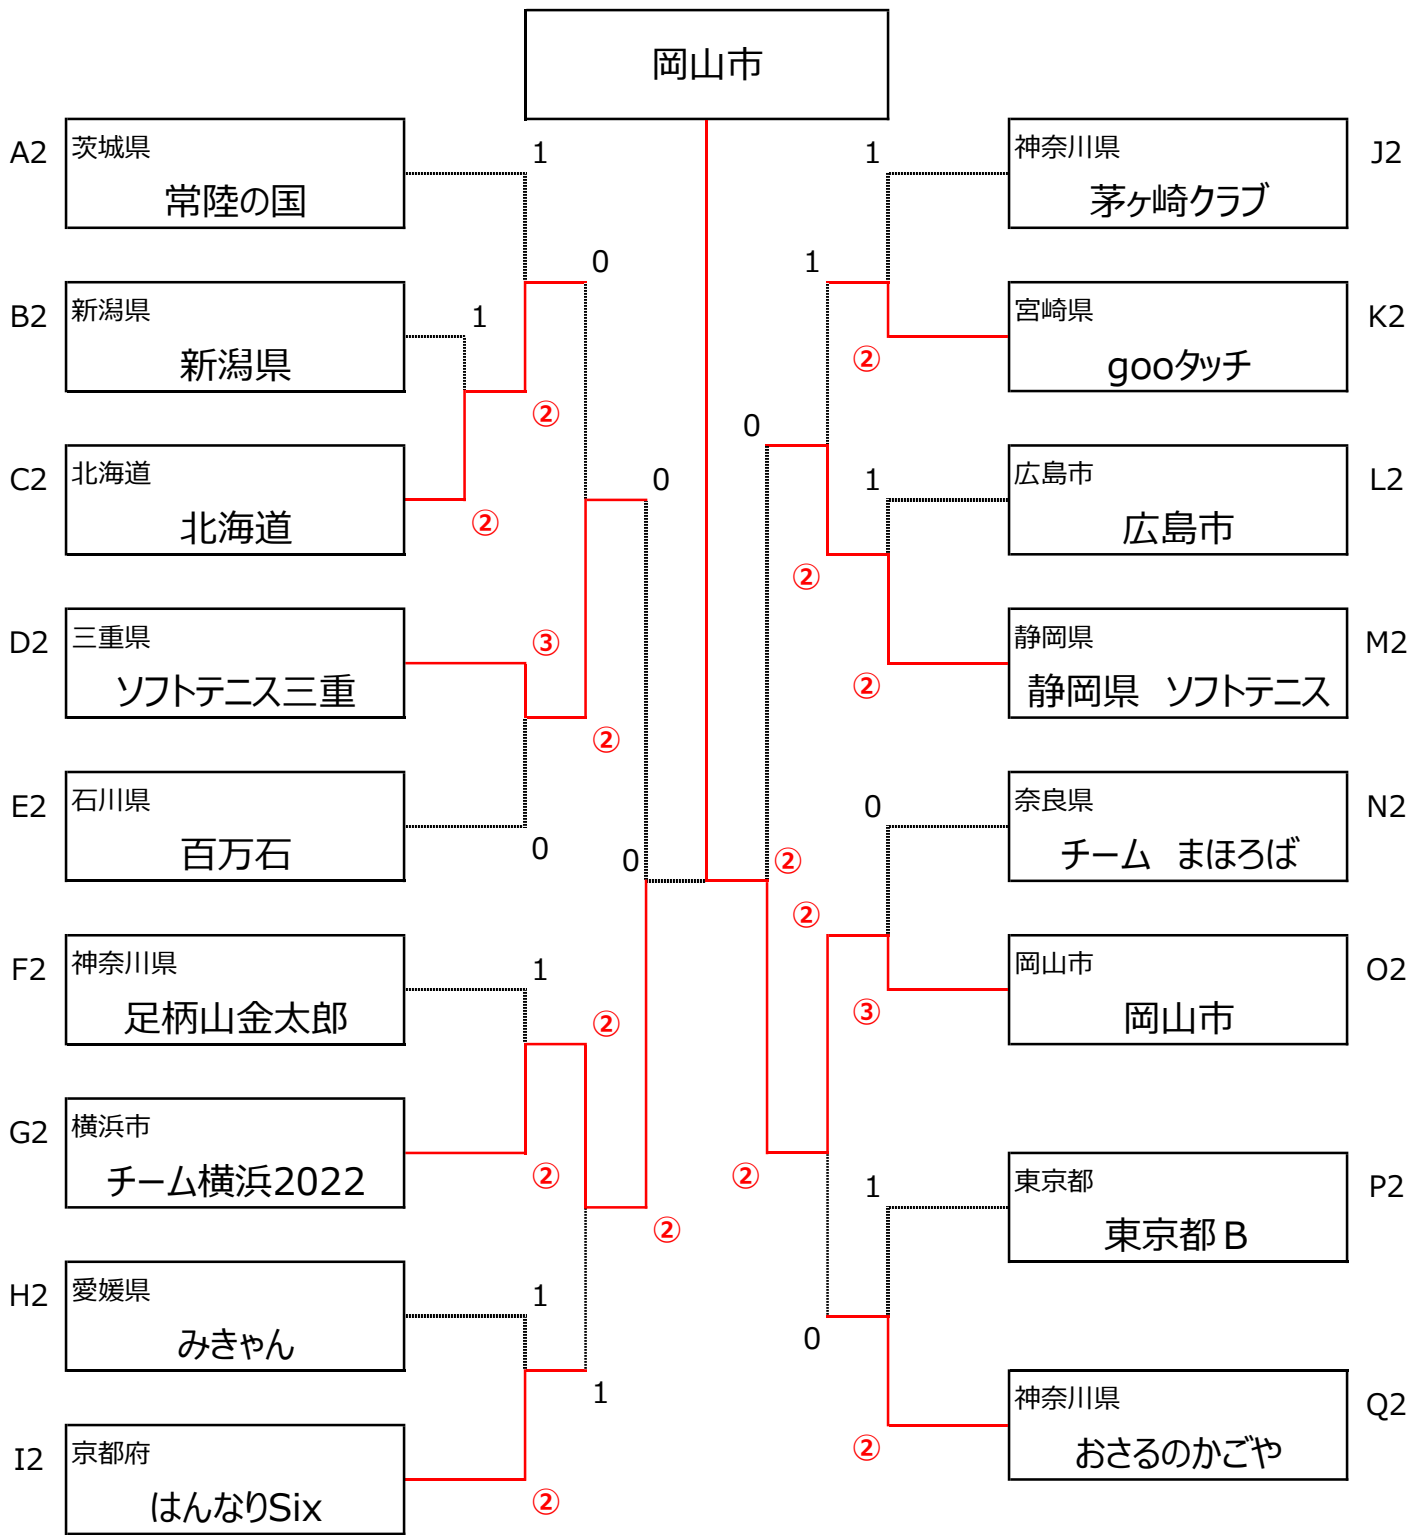 岡山市
A2
茨城県
常陸の国
1
B2
新潟県
新潟県
1
0
②
C2
北海道
北海道
②
0
D2
三重県
ソフトテニス三重
③
②
E2
石川県
百万石
0
0
F2
神奈川県
足柄山金太郎
1
②
G2
横浜市
チーム横浜2022
②
②
H2
愛媛県
みきゃん
1
1
I2
京都府
はんなりSix
②
1
神奈川県
茅ヶ崎クラブ
J2
1
②
宮崎県
gooタッチ
K2
0
1
広島市
広島市
L2
②
②
静岡県
静岡県　ソフトテニス
M2
0
奈良県
チーム　まほろば
N2
②
②
③
岡山市
岡山市
O2
②
1
東京都
東京都Ｂ
P2
0
②
神奈川県
おさるのかごや
Q2